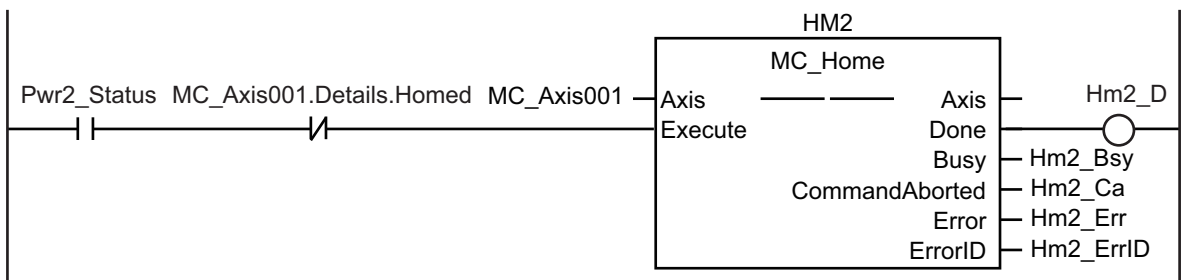 HM2
MC_Home
Pwr2_Status MC_Axis001.Details.Homed MC_Axis001 Axis Axis Hm2_D
Execute Done
Busy Hm2_Bsy
CommandAborted Hm2_Ca
Error Hm2_Err
ErrorID Hm2_ErrID